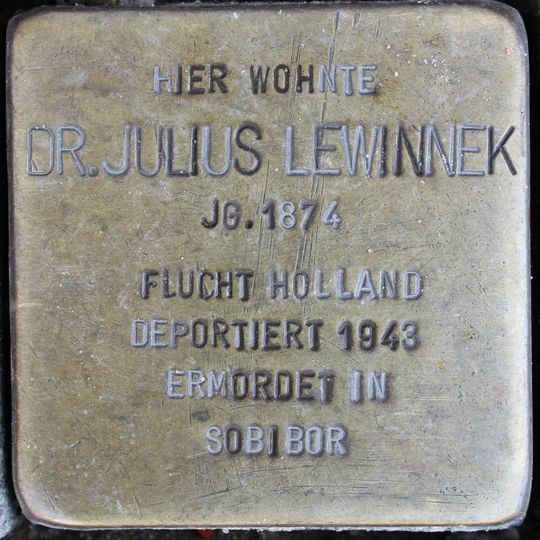 HIER WOHNTE
DR. JULIUS LEWINNEK
JG. 1874
FLUCHT HOLLAND
DEPORTIERT 1943
ERMORDET IN
SOBIBOR